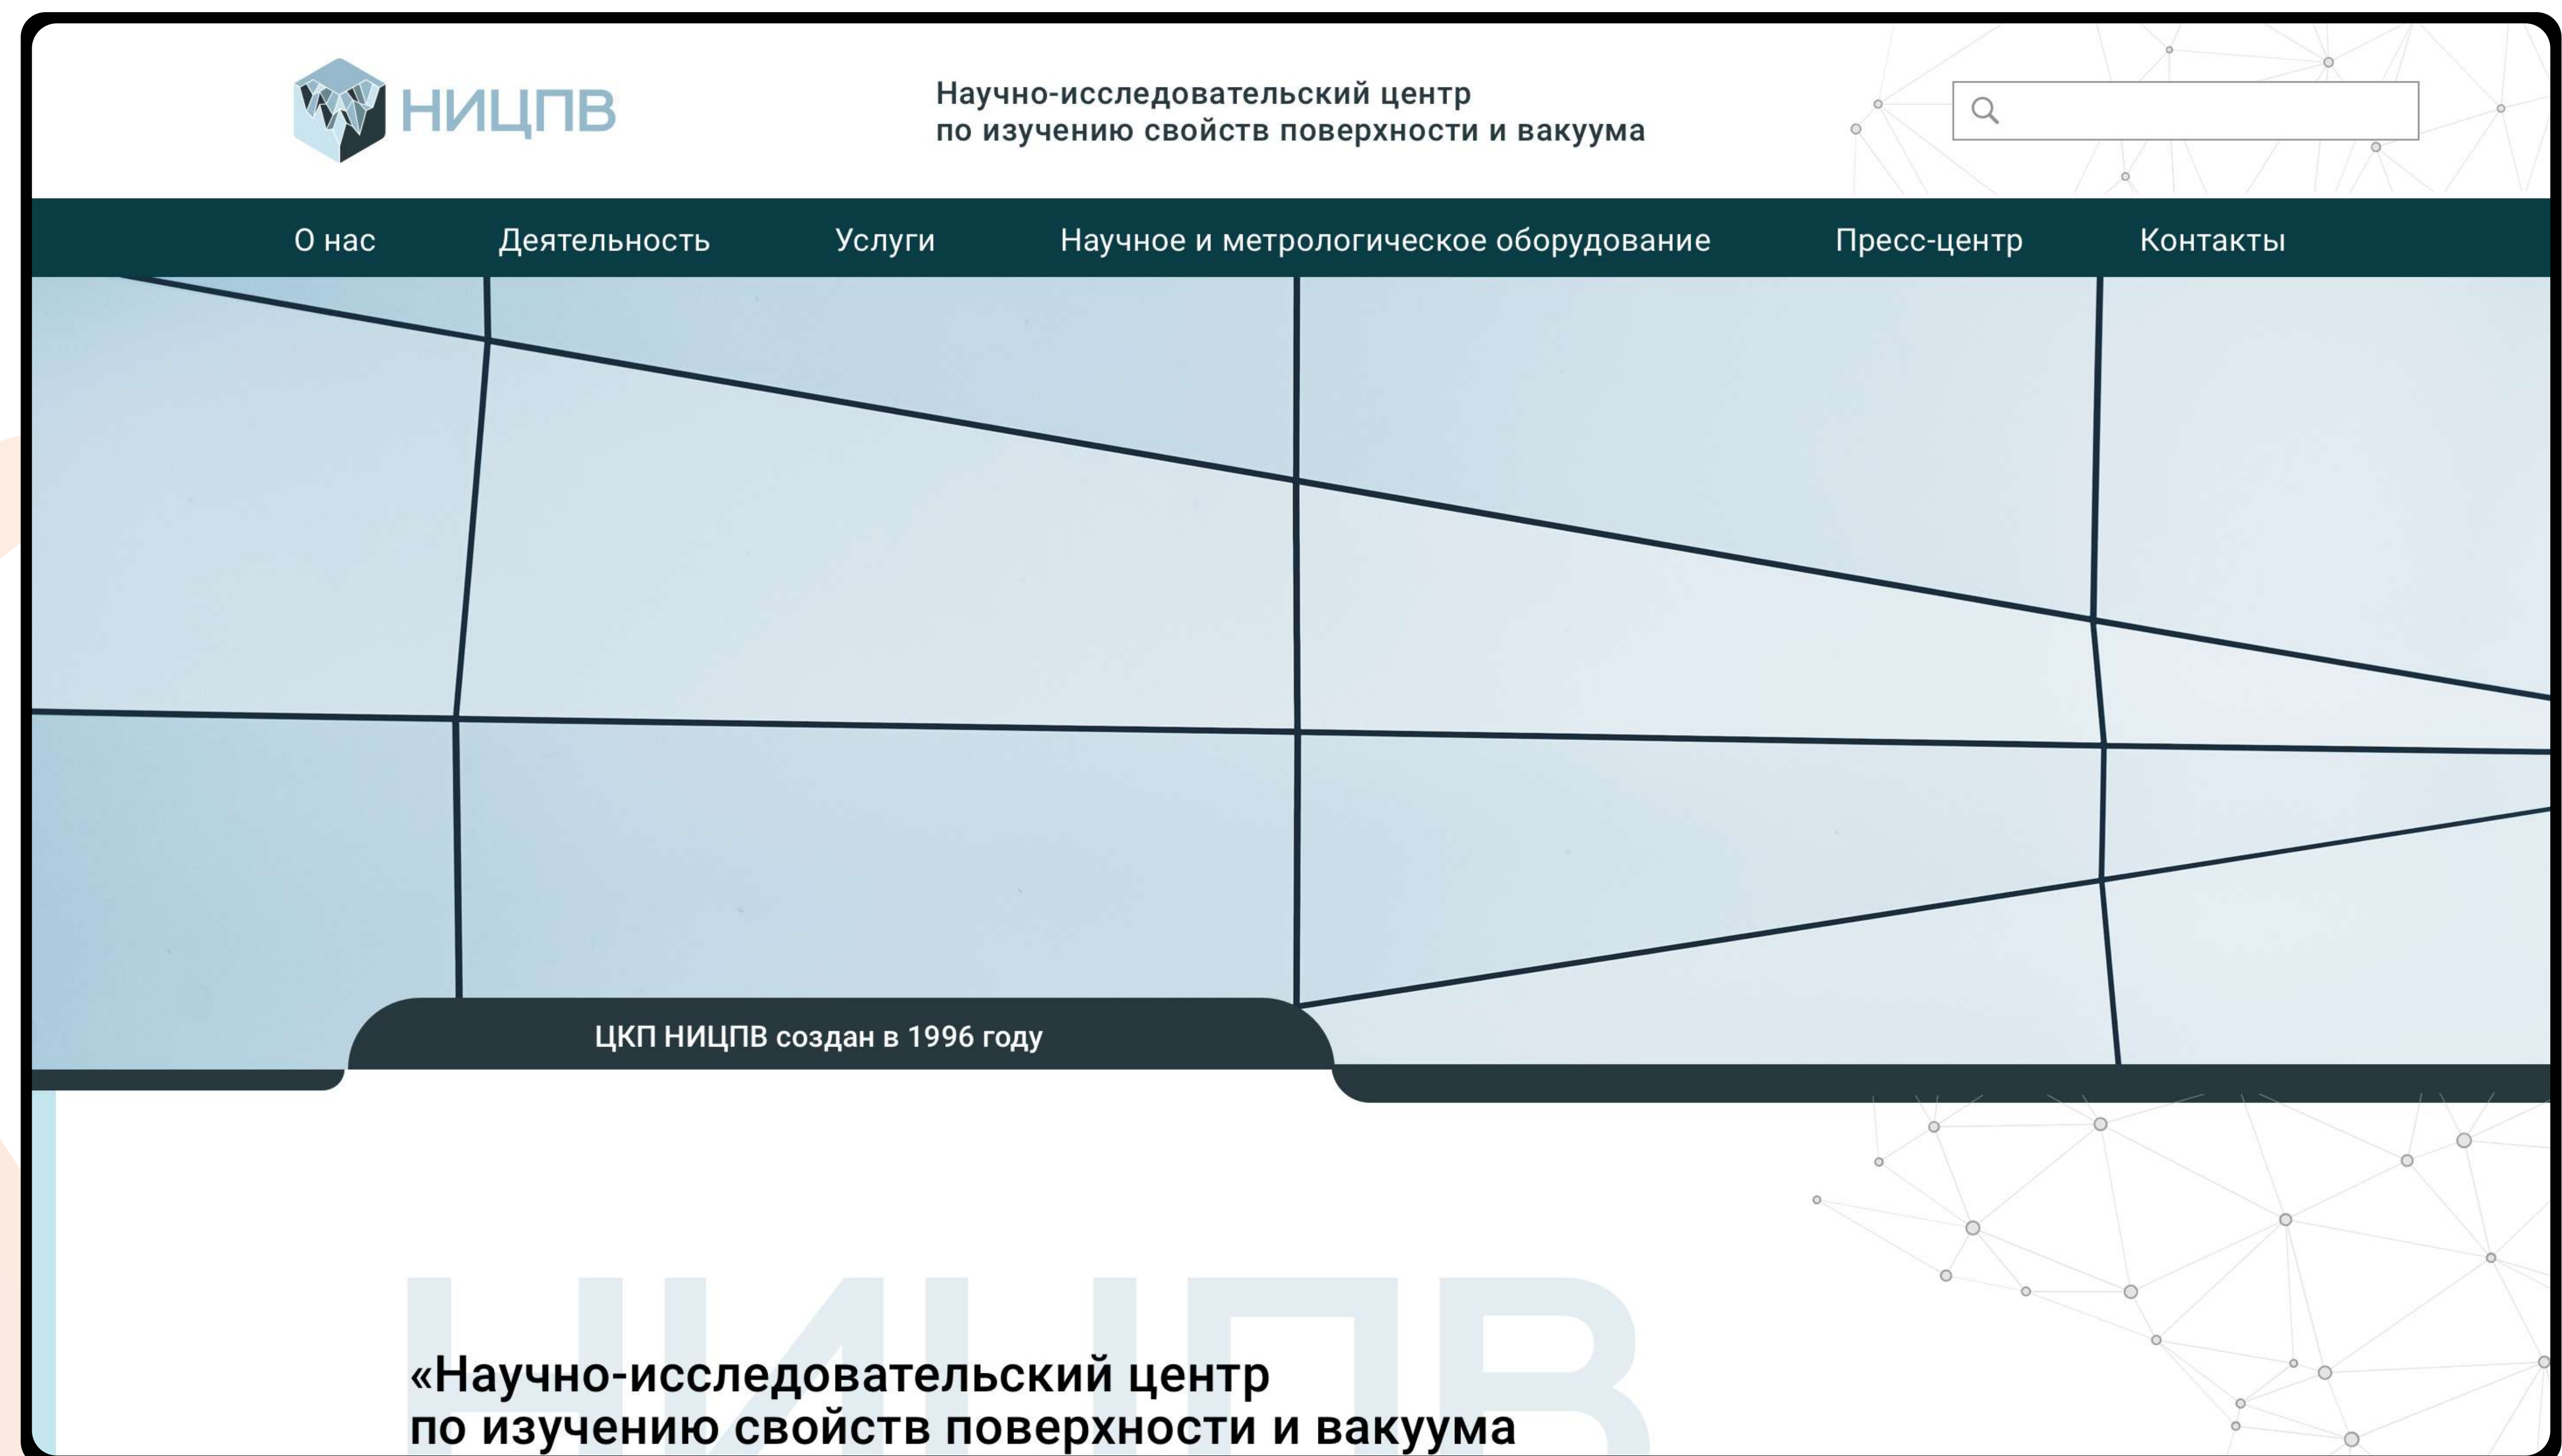 НИЦПВ
Научно-исследовательский центр
по изучению свойств поверхности и вакуума
О нас
Деятельность
Услуги
Научное и метрологическое оборудование
Пресс-центр
Контакты
ЦКП НИЦПВ создан в 1996 году
НИЦПВ
«Научно-исследовательский центр
по изучению свойств поверхности и вакуума